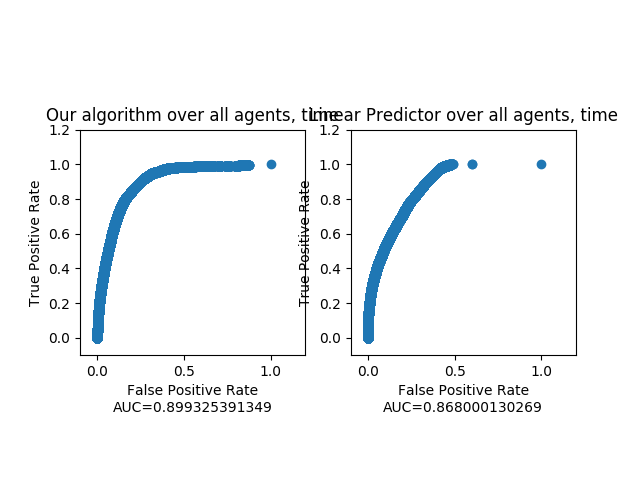 Our algorithm over all agents, time
Linear Predictor over all agents, time
1.2
1.0
0.8
0.6
0.4
0.2
0.0
True Positive Rate
0.0 0.5 1.0
False Positive Rate
AUC=0.899325391349
1.2
1.0
0.8
0.6
0.4
0.2
0.0
True Positive Rate
0.0 0.5 1.0
False Positive Rate
AUC=0.868000130269